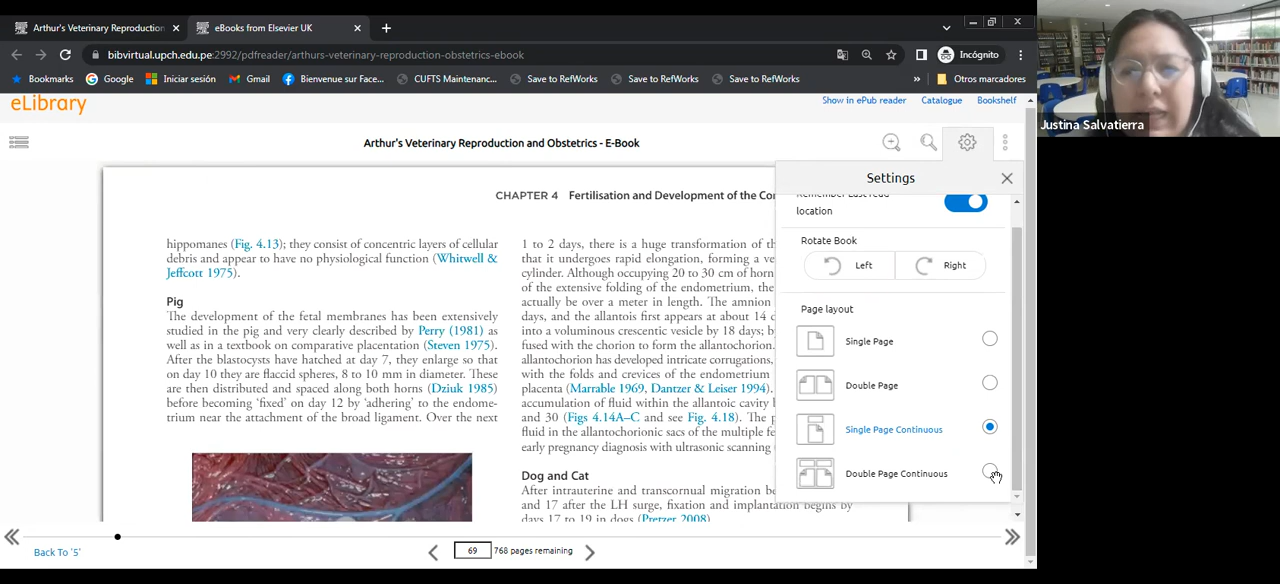 Arthur's Veterinary Reproduction
eBooks from Elsevier UK
bibvirtual.upch.edu.pe:2992/pdfreader/arthurs-veterinary-reproduction-obstetrics-ebook
Incógnito
Bookmarks
Google
Iniciar sesión
Gmail
Bienvenue sur Face...
CUFTS Maintenanc...
Save to RefWorks
Save to RefWorks
Save to RefWorks
»
Otros marcadores
Justina Salvatierra
eLibrary
Show in ePub reader
Catalogue
Bookshelf
Arthur's Veterinary Reproduction and Obstetrics - E-Book
CHAPTER 4 Fertilisation and Development of the Con
hippomanes (Fig. 4.13); they consist of concentric layers of cellular
debris and appear to have no physiological function (Whitwell &
Jeffcott 1975).
Pig
The development of the fetal membranes has been extensively
studied in the pig and very clearly described by Perry (1981) as
well as in a textbook on comparative placentation (Steven 1975).
After the blastocysts have hatched at day 7, they enlarge so that
on day 10 they are flaccid spheres, 8 to 10 mm in diameter. These
are then distributed and spaced along both horns (Dziuk 1985)
before becoming 'fixed' on day 12 by 'adhering' to the endome-
trium near the attachment of the broad ligament. Over the next
1 to 2 days, there is a huge transformation of th
that it undergoes rapid elongation, forming a ve
cylinder. Although occupying 20 to 30 cm of horn
of the extensive folding of the endometrium, the
actually be over a meter in length. The amnion
days, and the allantois first appears at about 14 d
into a voluminous crescentic vesicle by 18 days; b
fused with the chorion to form the allantochorion.
allantochorion has developed intricate corrugations,
with the folds and crevices of the endometrium
placenta (Marrable 1969, Dantzer & Leiser 1994).
accumulation of fluid within the allantoic cavity b
and 30 (Figs 4.14A–C and see Fig. 4.18). The p
fluid in the allantochorionic sacs of the multiple fe
early pregnancy diagnosis with ultrasonic scanning
Dog and Cat
After intrauterine and transcornual migration be
and 17 after the LH surge, fixation and implantation begins by
days 17 to 19 in dogs (Pretzer 2008).
Settings
Remember Last read
location
Rotate Book
Left
Right
Page layout
Single Page
Double Page
Single Page Continuous
Double Page Continuous
Back To '5'
69
768 pages remaining